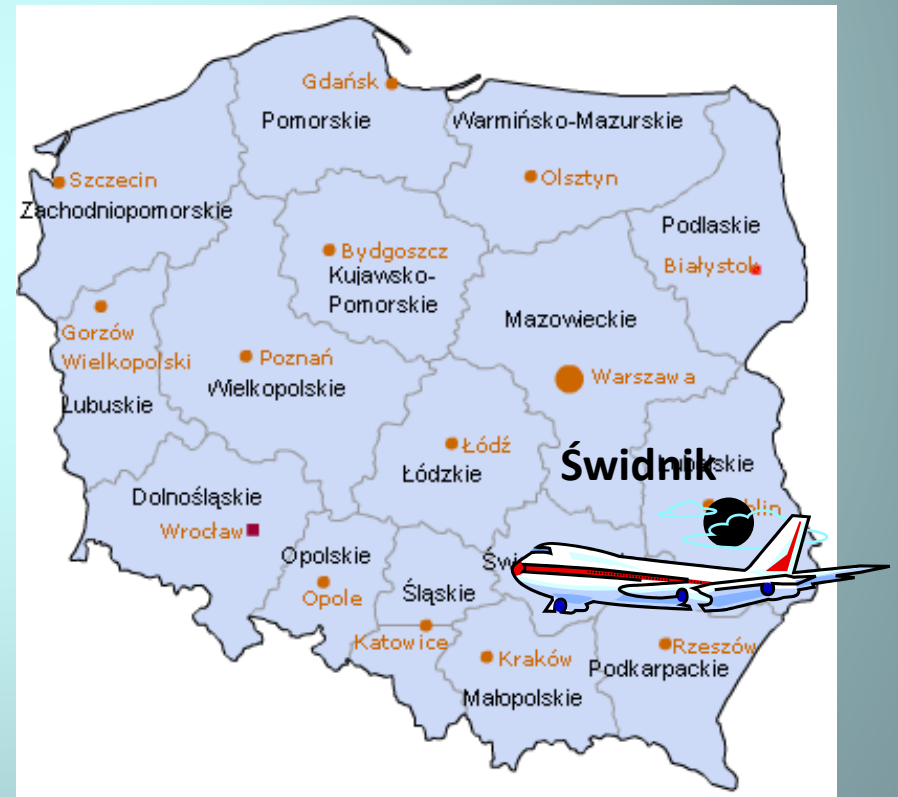 Gdańsk
Pomorskie
Warmińsko-Mazurskie
Szczecin
Olsztyn
Zachodniopomorskie
Podlaskie
Bydgoszcz
Białystok
Kujawsko-
Pomorskie
Mazowieckie
Gorzów
Wielkopolski
Poznań
Warszawa
Wielkopolskie
Lubuskie
Łódź
Świdnik
Łódzkie
Dolnośląskie
Wrocław
Opolskie
Śląskie
Opole
Katowice
Kraków
Rzeszów
Podkarpackie
Małopolskie